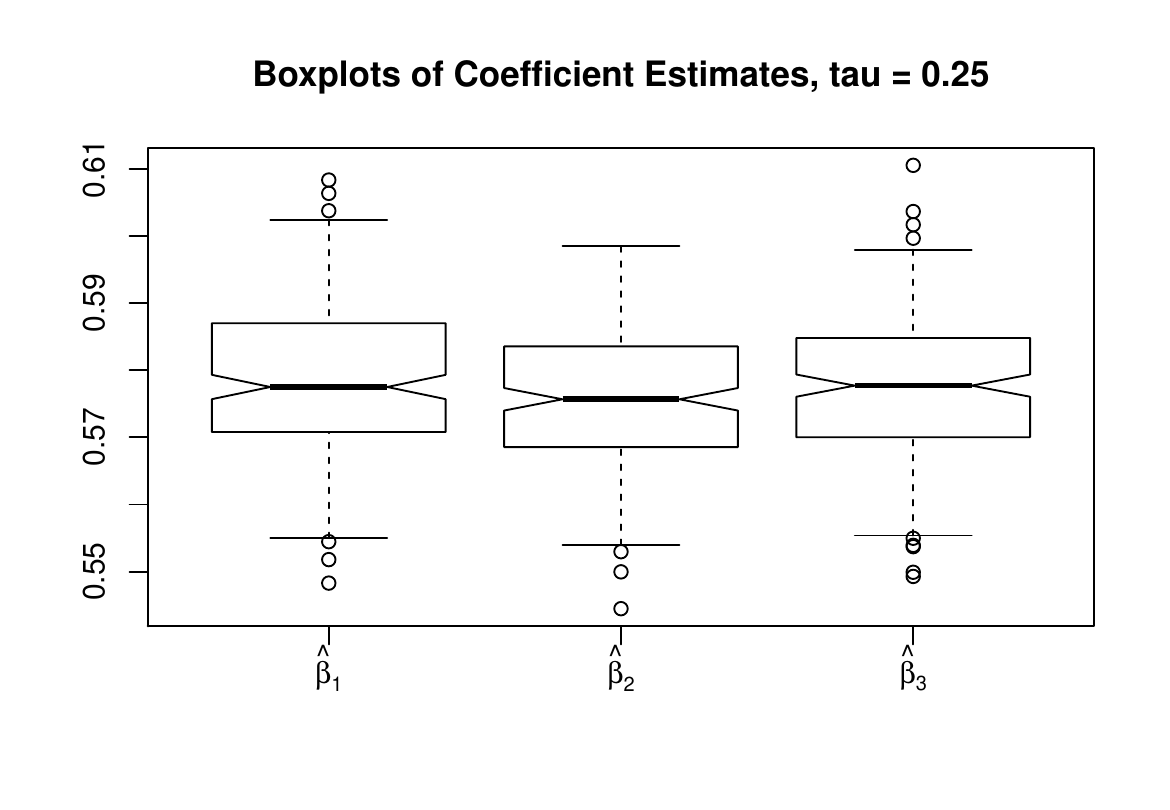 Boxplots of Coefficient Estimates, tau = 0.25
0.61
0.59
0.57
0.55
β̂₁ β̂₂ β̂₃